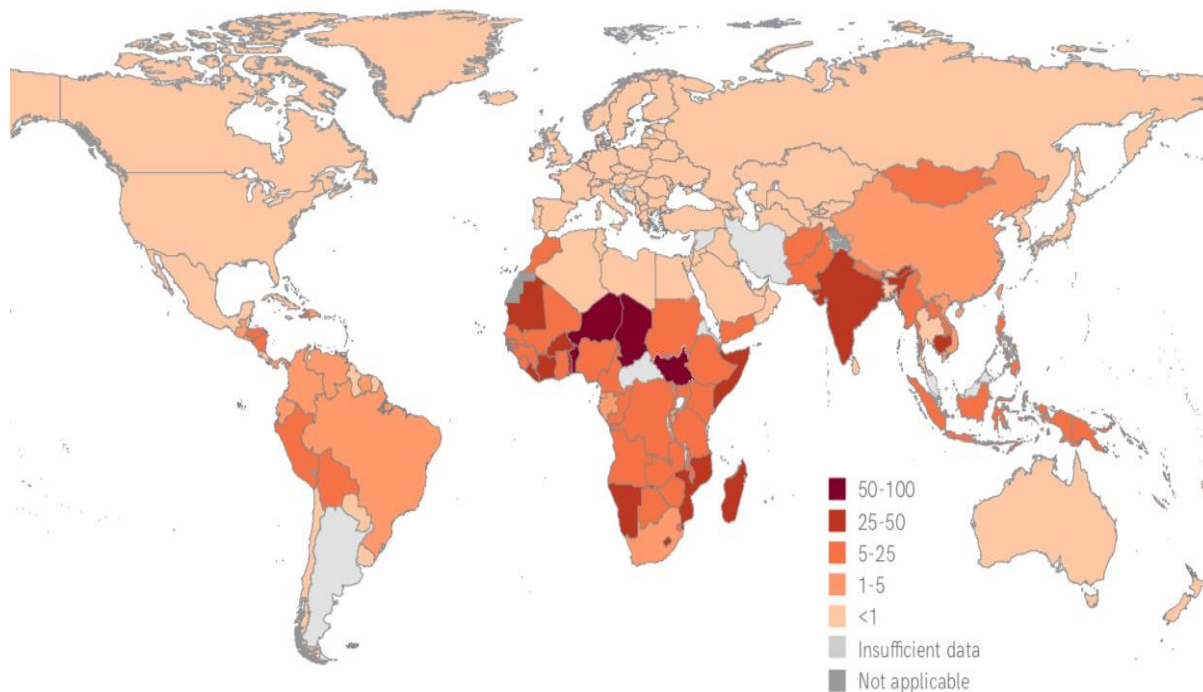 50-100
25-50
5-25
1-5
<1
Insufficient data
Not applicable